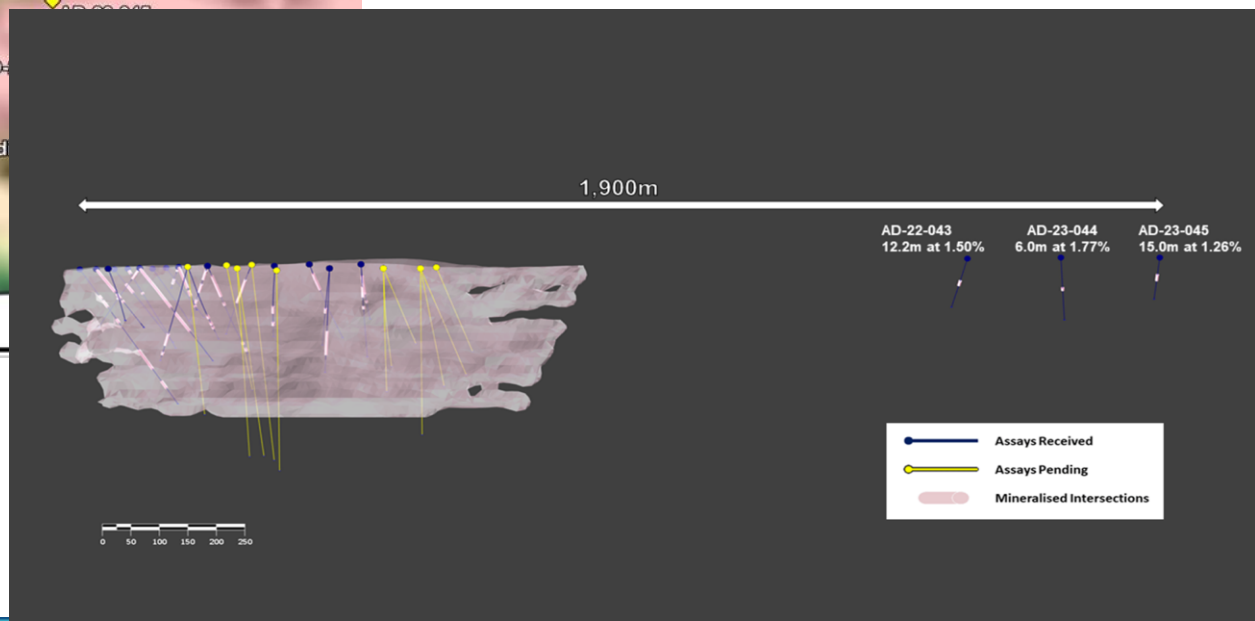 1,900m
AD-22-043
12.2m at 1.50%
AD-23-044
6.0m at 1.77%
AD-23-045
15.0m at 1.26%
Assays Received
Assays Pending
Mineralised Intersections
0 50 100 150 200 250